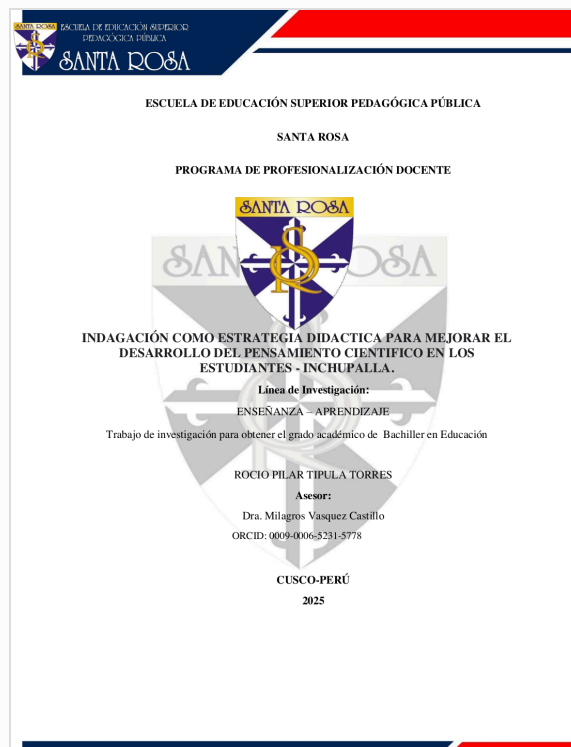 SANTA ROSA
ESCUELA DE EDUCACIÓN SUPERIOR
PEDAGÓGICA PÚBLICA
SANTA ROSA
ESCUELA DE EDUCACIÓN SUPERIOR PEDAGÓGICA PÚBLICA
SANTA ROSA
PROGRAMA DE PROFESIONALIZACIÓN DOCENTE
SANTA ROSA
SANTA ROSA
INDAGACIÓN COMO ESTRATEGIA DIDACTICA PARA MEJORAR EL
DESARROLLO DEL PENSAMIENTO CIENTIFICO EN LOS
ESTUDIANTES - INCHUPALLA.
Línea de Investigación:
ENSEÑANZA – APRENDIZAJE
Trabajo de investigación para obtener el grado académico de Bachiller en Educación
ROCIO PILAR TIPULA TORRES
Asesor:
Dra. Milagros Vasquez Castillo
ORCID: 0009-0006-5231-5778
CUSCO-PERÚ
2025